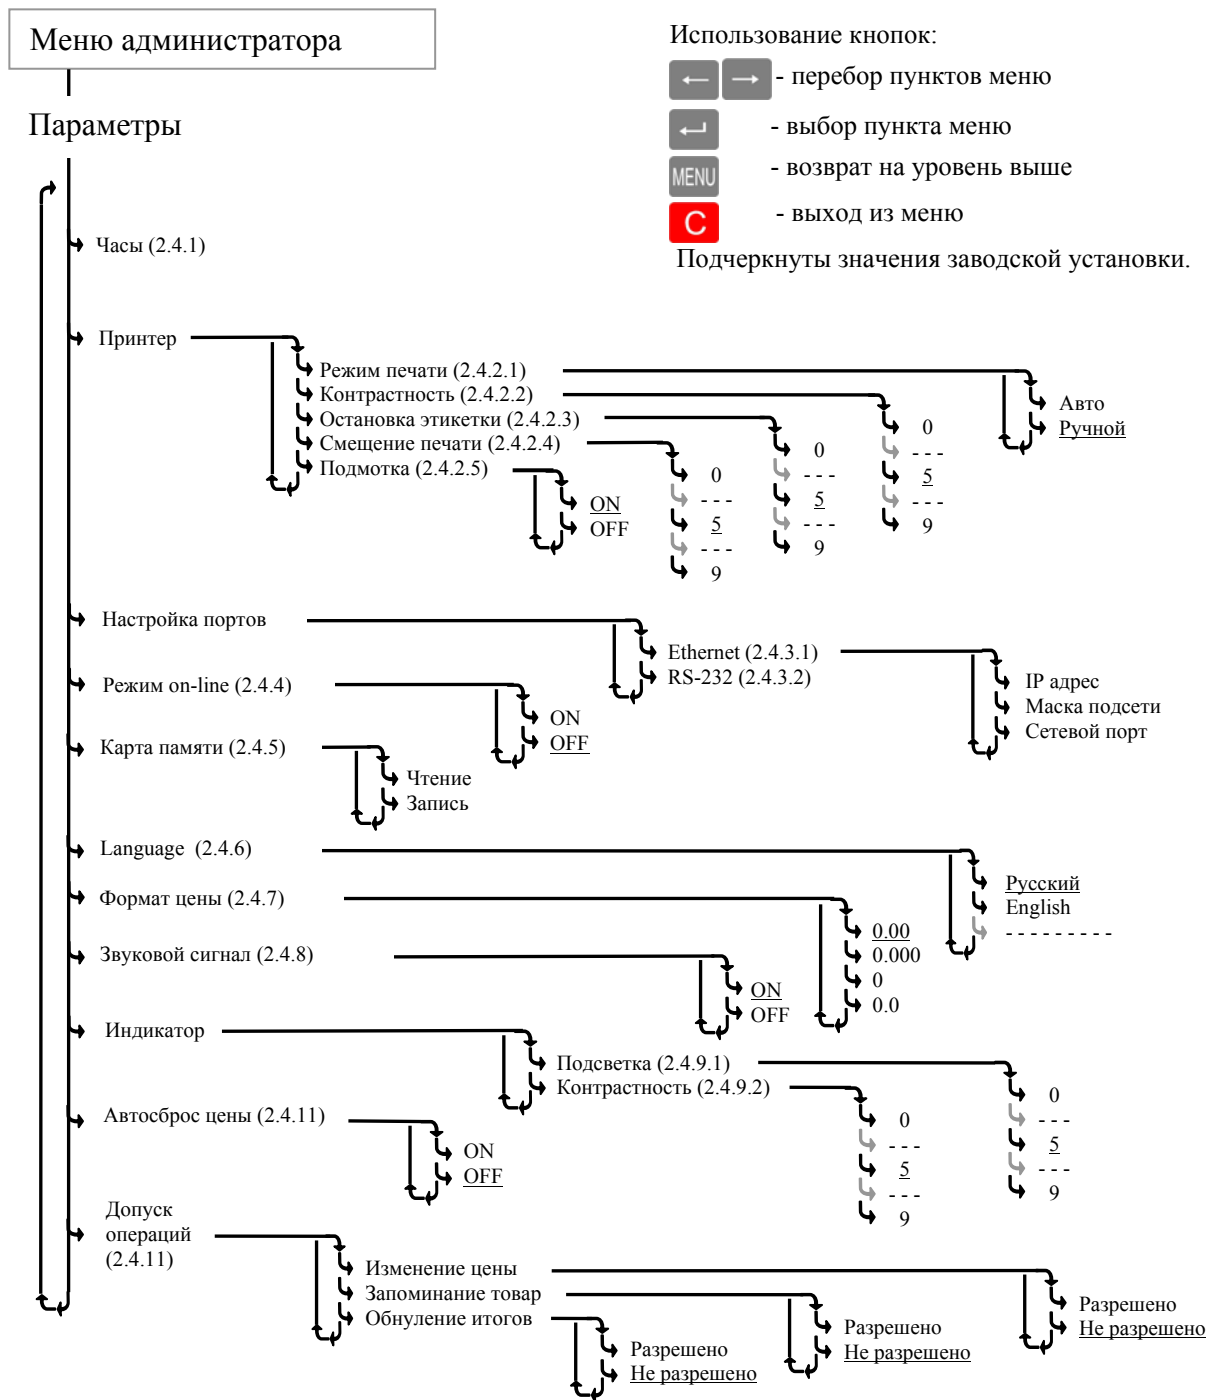 Меню администратора
Параметры
Использование кнопок:
← → - перебор пунктов меню
- выбор пункта меню
MENU - возврат на уровень выше
C - выход из меню
Подчеркнуты значения заводской установки.
Часы (2.4.1)
Принтер
Режим печати (2.4.2.1)
Контрастность (2.4.2.2)
Остановка этикетки (2.4.2.3)
Смещение печати (2.4.2.4)
Подмотка (2.4.2.5)
ON
OFF
0
- - -
5
- - -
9
0
- - -
5
- - -
9
0
- - -
5
- - -
9
Авто
Ручной
Настройка портов
Ethernet (2.4.3.1)
RS-232 (2.4.3.2)
IP адрес
Маска подсети
Сетевой порт
Режим on-line (2.4.4)
ON
OFF
Карта памяти (2.4.5)
Чтение
Запись
Language (2.4.6)
Русский
English
- - - - - - - - -
Формат цены (2.4.7)
0.00
0.000
0
0.0
Звуковой сигнал (2.4.8)
ON
OFF
Индикатор
Подсветка (2.4.9.1)
Контрастность (2.4.9.2)
0
- - -
5
- - -
9
0
- - -
5
- - -
9
Автосброс цены (2.4.11)
ON
OFF
Допуск
операций
(2.4.11)
Изменение цены
Запоминание товар
Обнуление итогов
Разрешено
Не разрешено
Разрешено
Не разрешено
Разрешено
Не разрешено